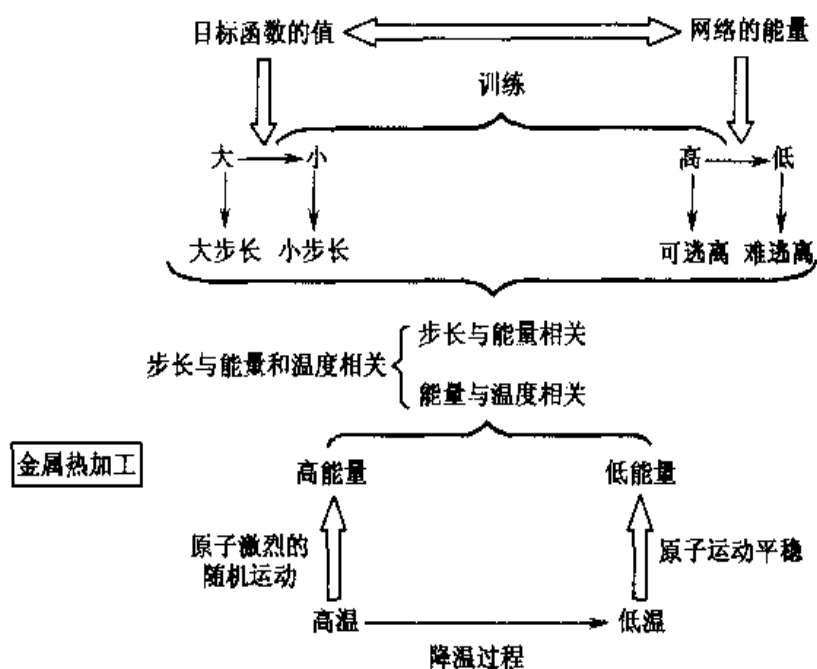 目标函数的值
网络的能量
训练
大
小
高
低
大步长
小步长
可逃离
难逃离
步长与能量相关
步长与能量和温度相关
能量与温度相关
金属热加工
高能量
低能量
原子激烈的
随机运动
原子运动平稳
高温
低温
降温过程